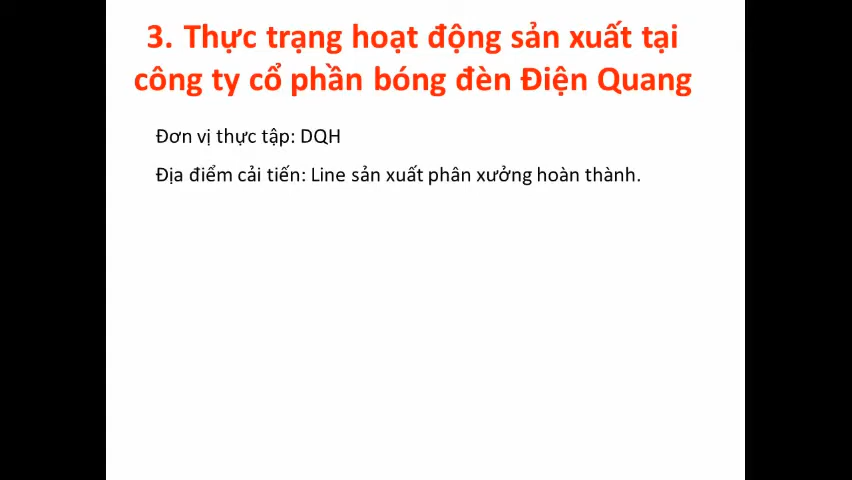 3. Thực trạng hoạt động sản xuất tại
công ty cổ phần bóng đèn Điện Quang
Đơn vị thực tập: DQH
Địa điểm cải tiến: Line sản xuất phân xưởng hoàn thành.